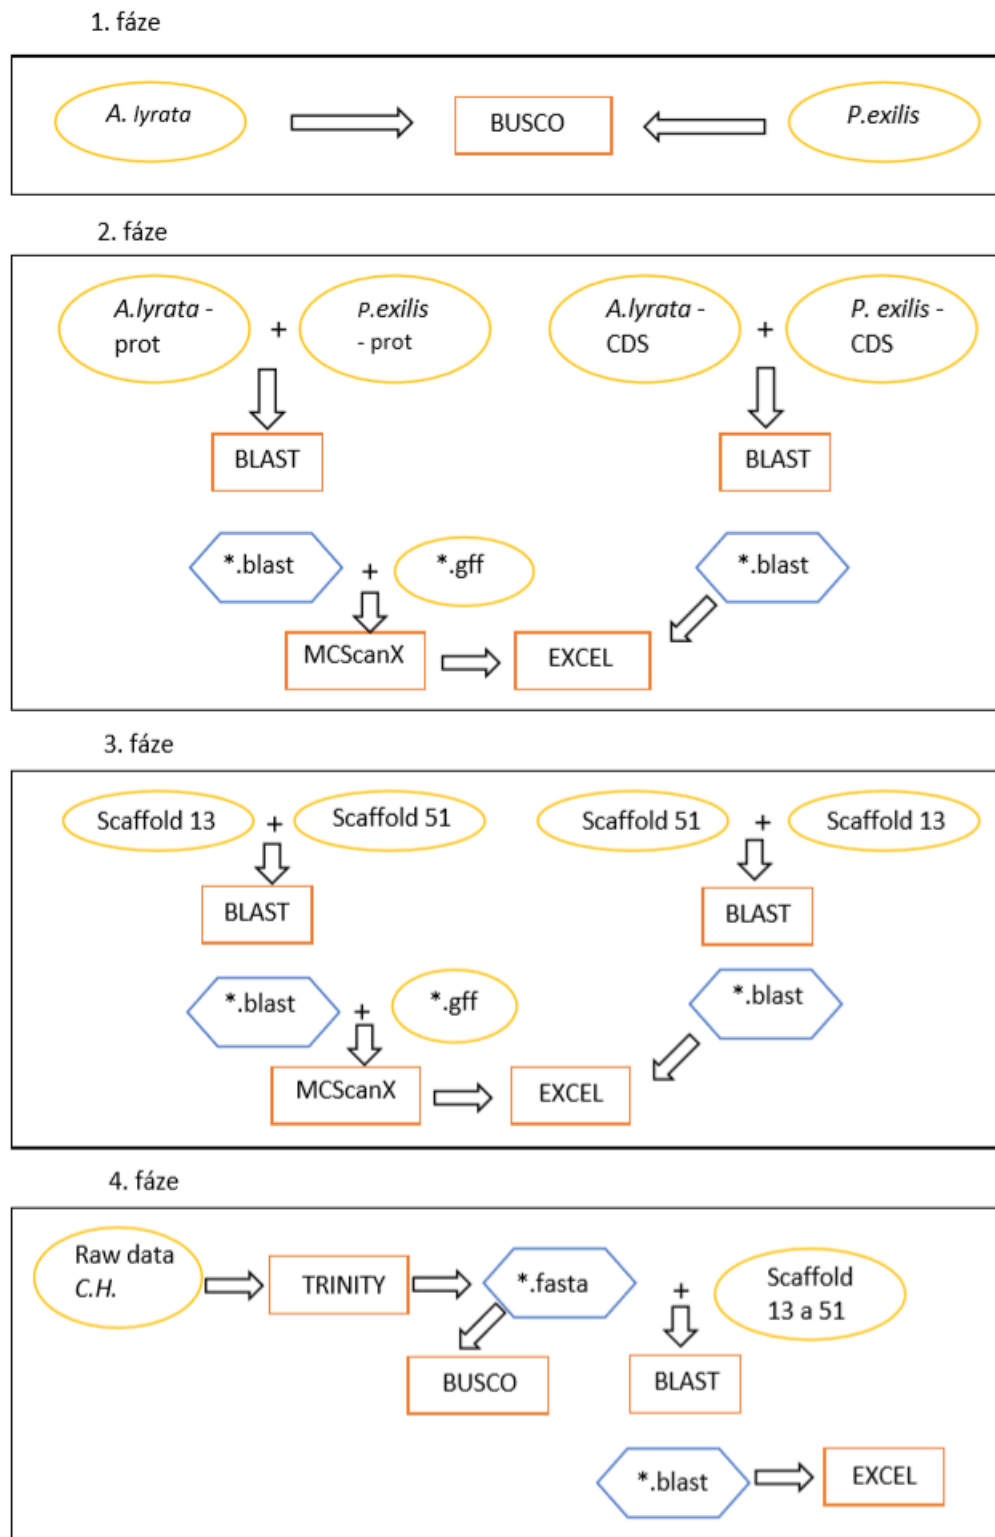 1. fáze
A. lyrata
BUSCO
P.exilis
2. fáze
A.lyrata -
prot
+
P.exilis
- prot
A.lyrata -
CDS
+
P. exilis -
CDS
BLAST
BLAST
*.blast
+
*.gff
*.blast
MCScanX
EXCEL
3. fáze
Scaffold 13
+
Scaffold 51
Scaffold 51
+
Scaffold 13
BLAST
BLAST
*.blast
+
*.gff
*.blast
MCScanX
EXCEL
4. fáze
Raw data
C.H.
TRINITY
*.fasta
+
Scaffold
13 a 51
BUSCO
BLAST
*.blast
EXCEL